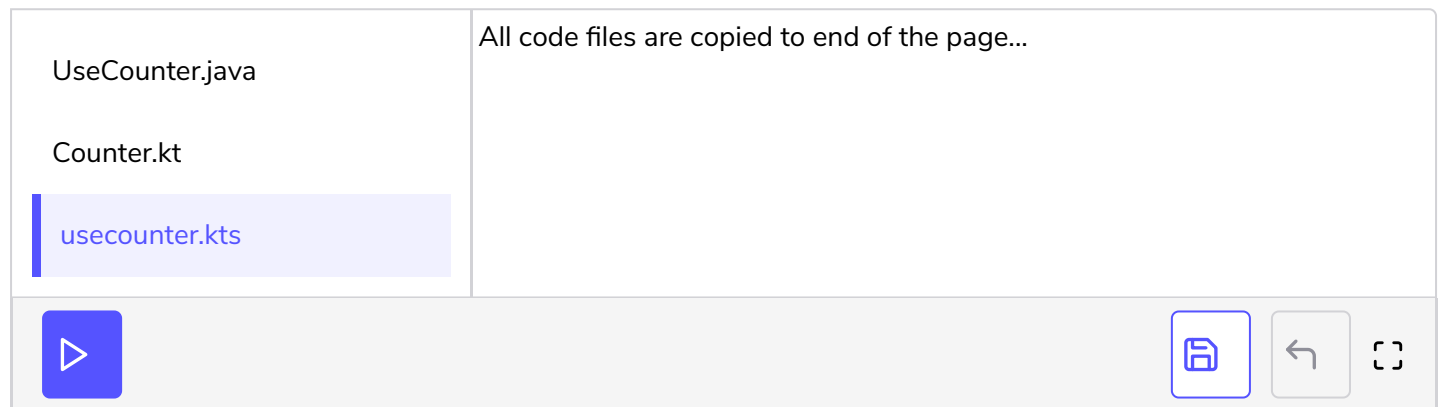 UseCounter.java
Counter.kt
usecounter.kts
All code files are copied to end of the page...